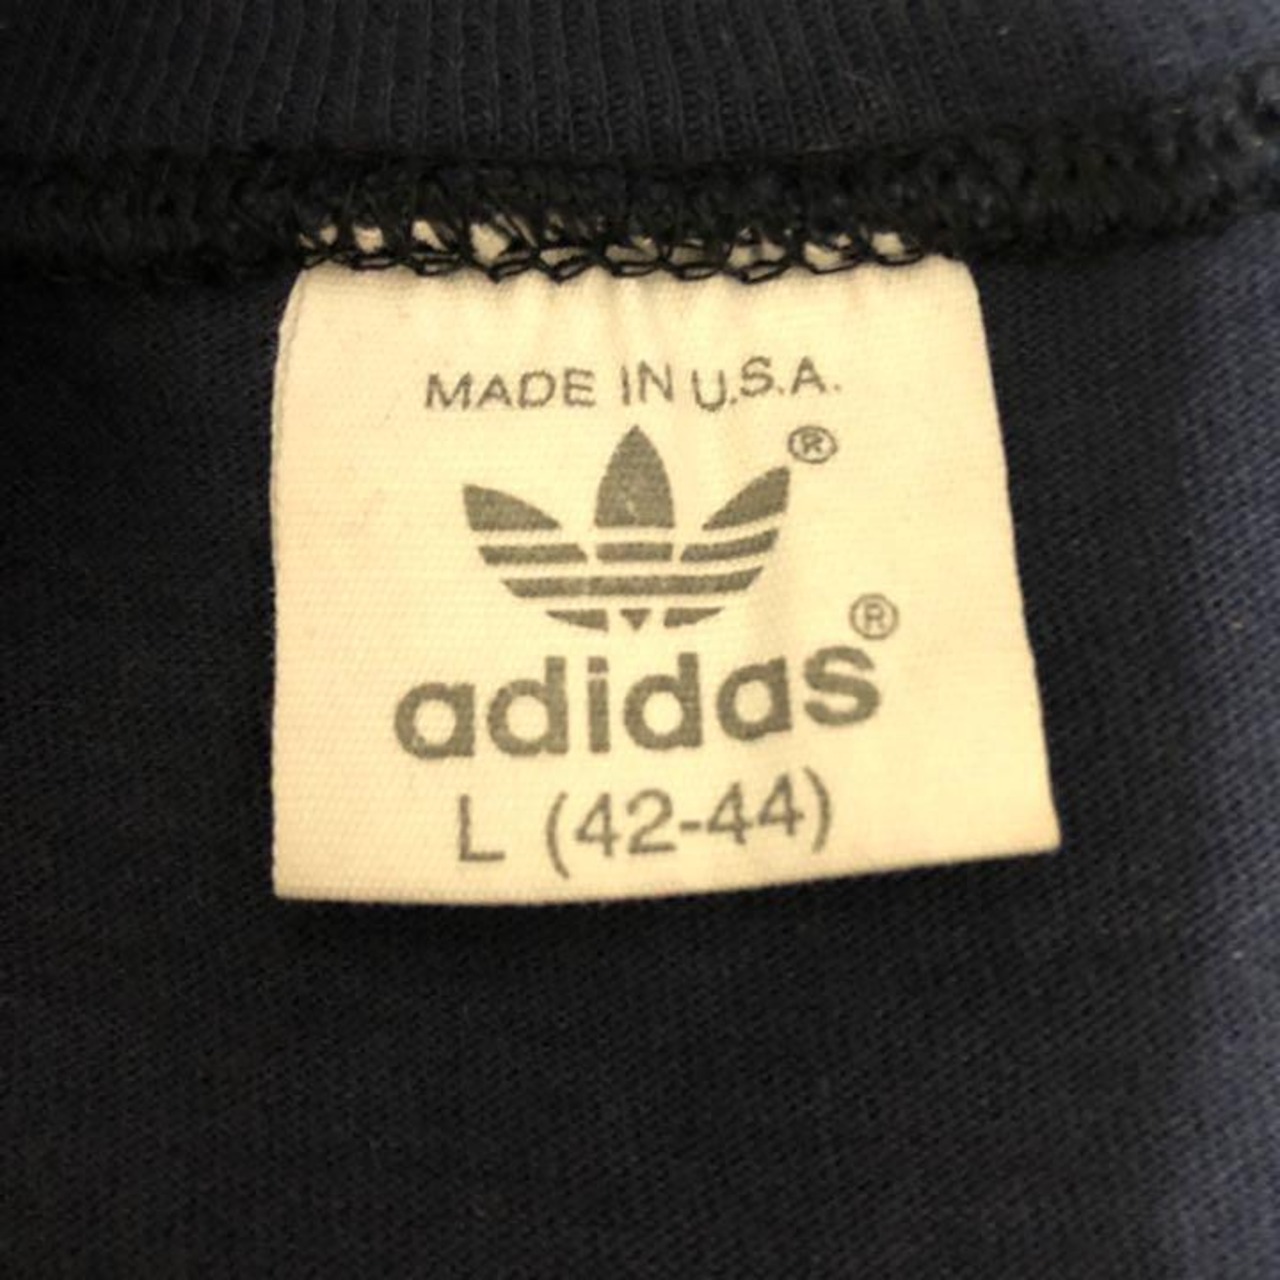 MADE IN U.S.A.
®
adidas®
L (42-44)